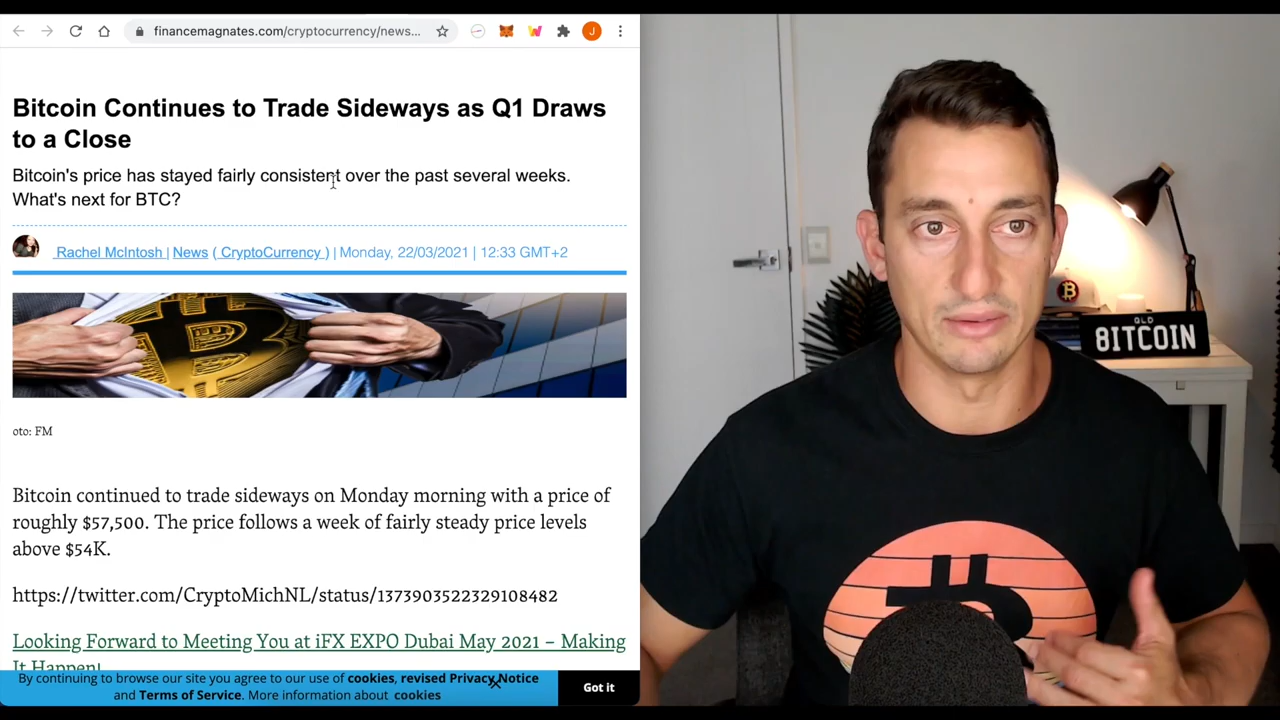 financemagnates.com/cryptocurrency/news...
J
Bitcoin Continues to Trade Sideways as Q1 Draws
to a Close
Bitcoin's price has stayed fairly consistent over the past several weeks.
What's next for BTC?
Rachel McIntosh | News ( CryptoCurrency ) | Monday, 22/03/2021 | 12:33 GMT+2
oto: FM
Bitcoin continued to trade sideways on Monday morning with a price of
roughly $57,500. The price follows a week of fairly steady price levels
above $54K.
https://twitter.com/CryptoMichNL/status/1373903522329108482
Looking Forward to Meeting You at iFX EXPO Dubai May 2021 – Making
It Happen!
By continuing to browse our site you agree to our use of cookies, revised Privacy Notice
and Terms of Service. More information about cookies
Got it
QLD
8ITCOIN